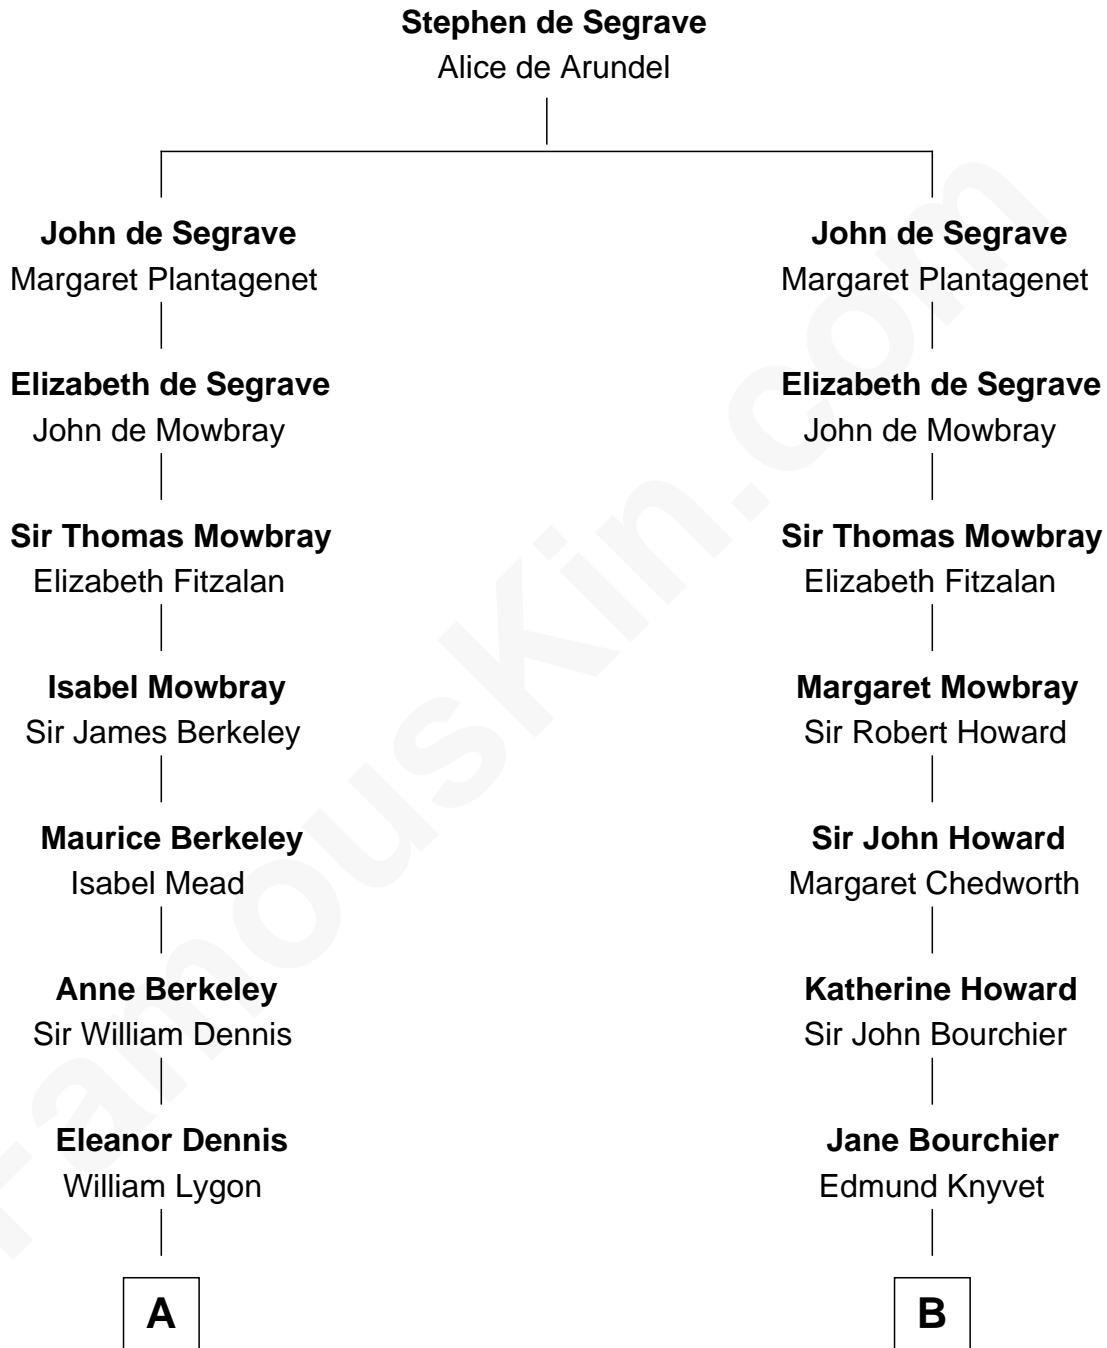 Stephen de Segrave
Alice de Arundel
John de Segrave
Margaret Plantagenet
John de Segrave
Margaret Plantagenet
Elizabeth de Segrave
John de Mowbray
Elizabeth de Segrave
John de Mowbray
Sir Thomas Mowbray
Elizabeth Fitzalan
Sir Thomas Mowbray
Elizabeth Fitzalan
Isabel Mowbray
Sir James Berkeley
Margaret Mowbray
Sir Robert Howard
Maurice Berkeley
Isabel Mead
Sir John Howard
Margaret Chedworth
Anne Berkeley
Sir William Dennis
Katherine Howard
Sir John Bourchier
Eleanor Dennis
William Lygon
Jane Bourchier
Edmund Knyvet
A
B
FamousKin.com